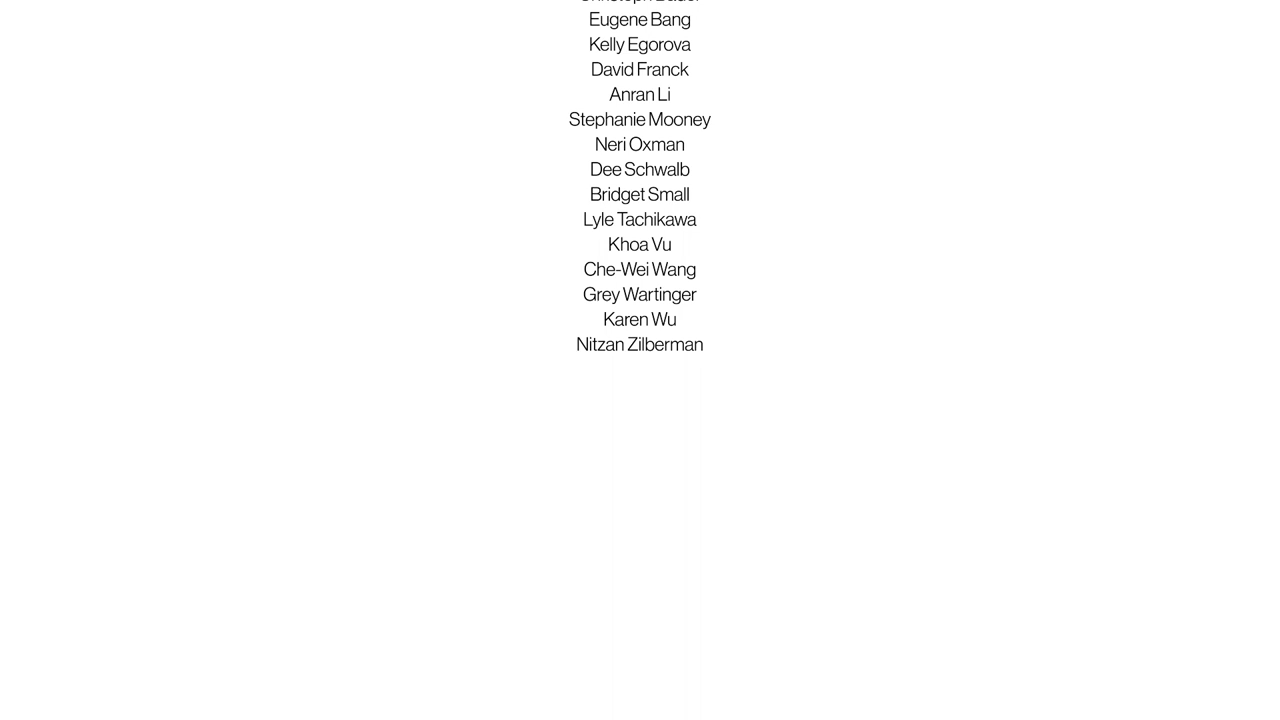 Eugene Bang
Kelly Egorova
David Franck
Anran Li
Stephanie Mooney
Neri Oxman
Dee Schwalb
Bridget Small
Lyle Tachikawa
Khoa Vu
Che-Wei Wang
Grey Wartinger
Karen Wu
Nitzan Zilberman